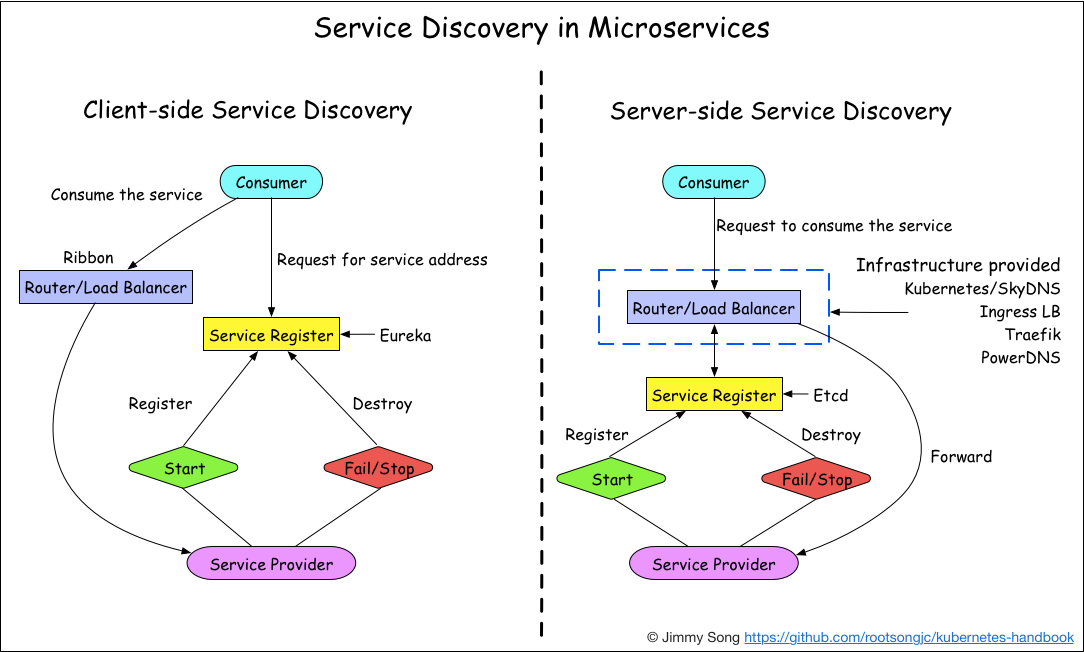 Service Discovery in Microservices
Client-side Service Discovery
Consumer
Consume the service
Ribbon
Request for service address
Router/Load Balancer
Service Register
Eureka
Register
Destroy
Start
Fail/Stop
Service Provider
Server-side Service Discovery
Consumer
Request to consume the service
Infrastructure provided
Kubernetes/SkyDNS
Ingress LB
Traefik
PowerDNS
Router/Load Balancer
Service Register
Etcd
Register
Destroy
Forward
Start
Fail/Stop
Service Provider
© Jimmy Song https://github.com/rootsongjc/kubernetes-handbook